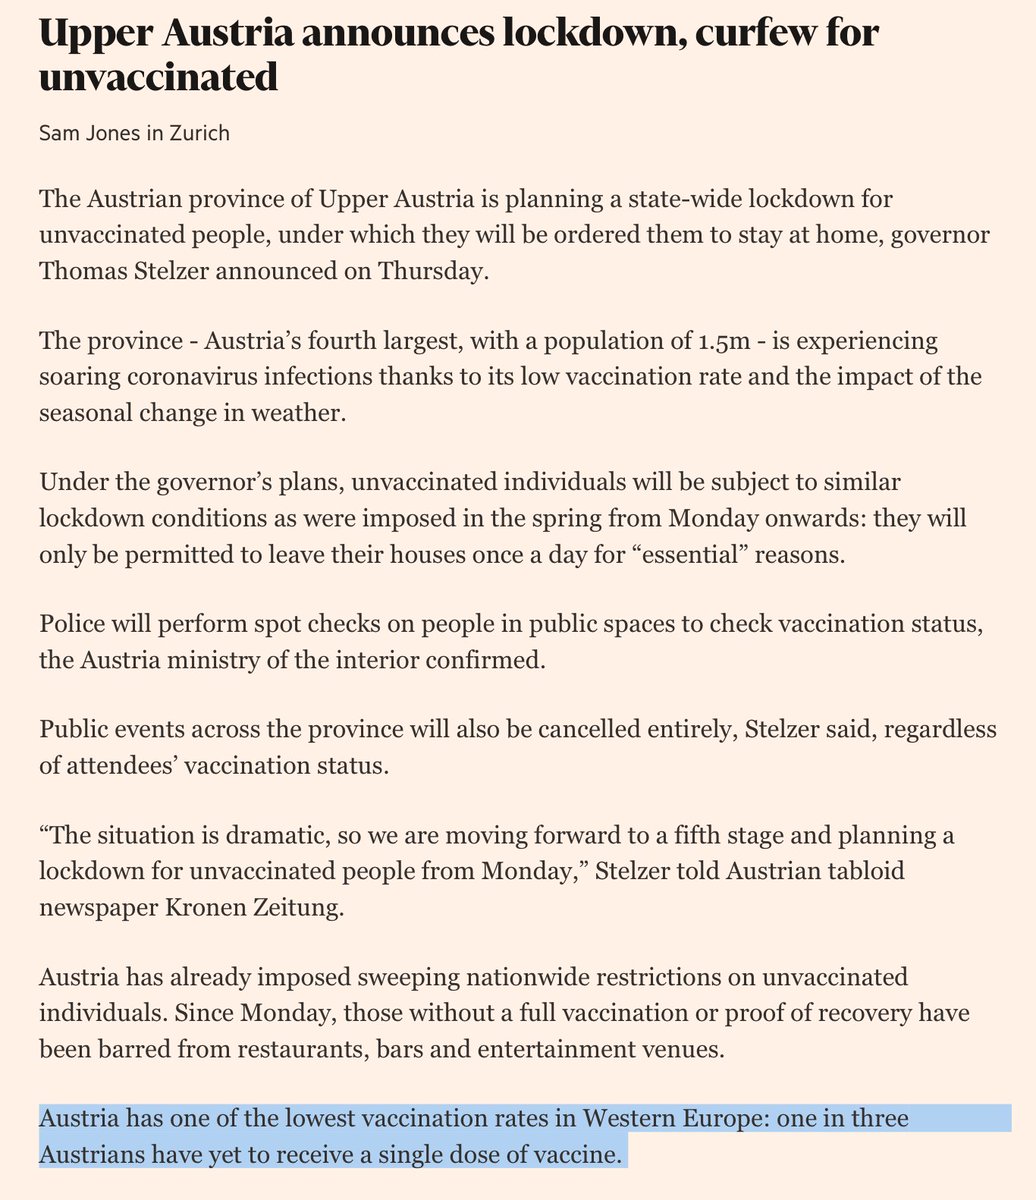 Upper Austria announces lockdown, curfew for
unvaccinated
Sam Jones in Zurich
The Austrian province of Upper Austria is planning a state-wide lockdown for
unvaccinated people, under which they will be ordered them to stay at home, governor
Thomas Stelzer announced on Thursday.
The province - Austria’s fourth largest, with a population of 1.5m - is experiencing
soaring coronavirus infections thanks to its low vaccination rate and the impact of the
seasonal change in weather.
Under the governor’s plans, unvaccinated individuals will be subject to similar
lockdown conditions as were imposed in the spring from Monday onwards: they will
only be permitted to leave their houses once a day for “essential” reasons.
Police will perform spot checks on people in public spaces to check vaccination status,
the Austria ministry of the interior confirmed.
Public events across the province will also be cancelled entirely, Stelzer said, regardless
of attendees’ vaccination status.
“The situation is dramatic, so we are moving forward to a fifth stage and planning a
lockdown for unvaccinated people from Monday,” Stelzer told Austrian tabloid
newspaper Kronen Zeitung.
Austria has already imposed sweeping nationwide restrictions on unvaccinated
individuals. Since Monday, those without a full vaccination or proof of recovery have
been barred from restaurants, bars and entertainment venues.
Austria has one of the lowest vaccination rates in Western Europe: one in three
Austrians have yet to receive a single dose of vaccine.